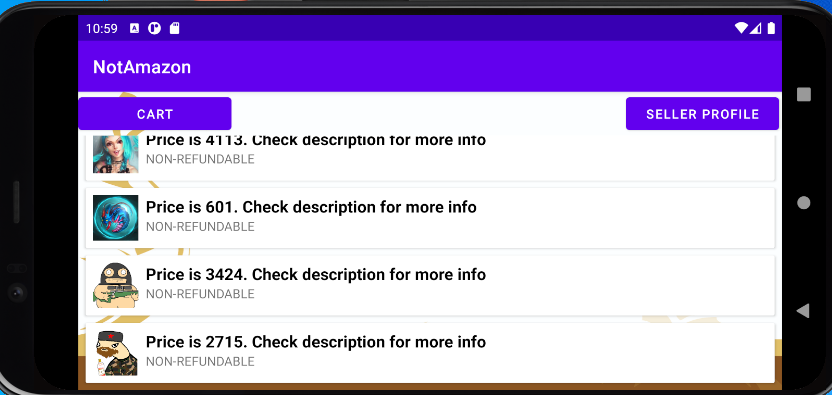 10:59
NotAmazon
CART
SELLER PROFILE
Price is 4113. Check description for more info
NON-REFUNDABLE
Price is 601. Check description for more info
NON-REFUNDABLE
Price is 3424. Check description for more info
NON-REFUNDABLE
Price is 2715. Check description for more info
NON-REFUNDABLE